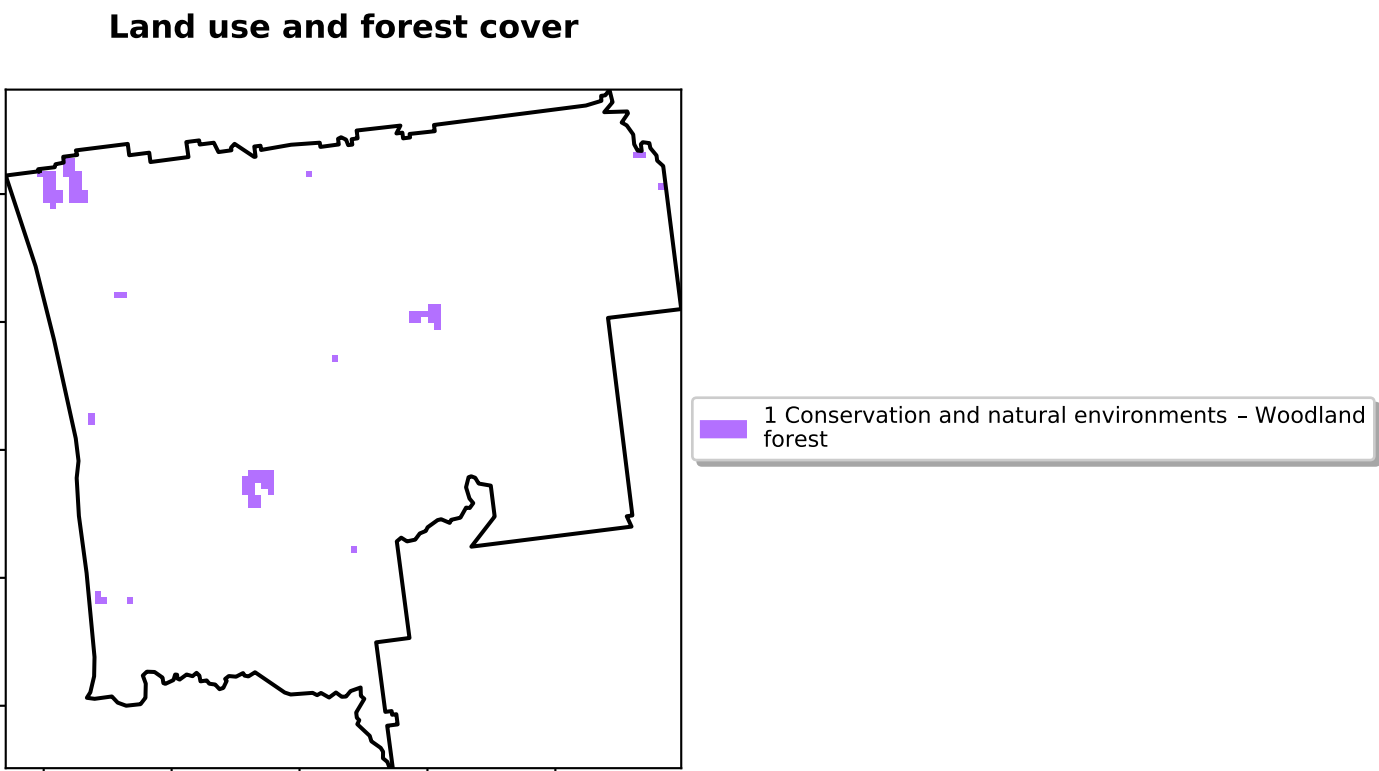 Land use and forest cover
1 Conservation and natural environments – Woodland
forest